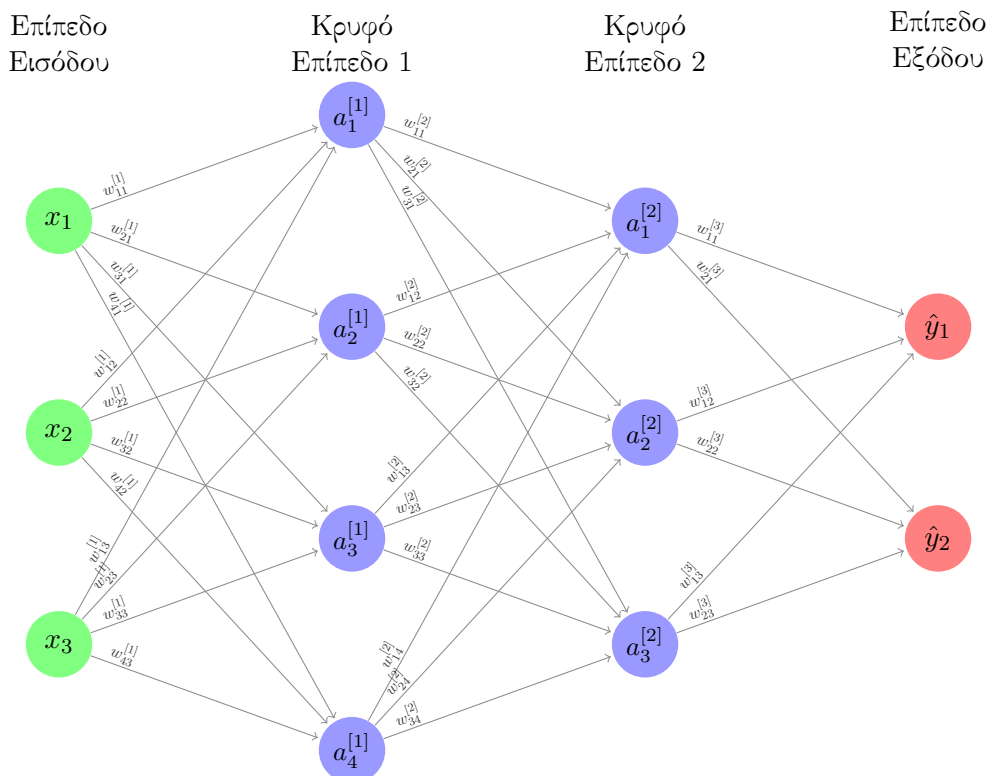 Επίπεδο
Εισόδου
Κρυφό
Επίπεδο 1
Κρυφό
Επίπεδο 2
Επίπεδο
Εξόδου
x_1
x_2
x_3
a_1^{[1]}
a_2^{[1]}
a_3^{[1]}
a_4^{[1]}
a_1^{[2]}
a_2^{[2]}
a_3^{[2]}
ŷ_1
ŷ_2
w_{11}^{[1]}
w_{21}^{[1]}
w_{31}^{[1]}
w_{41}^{[1]}
w_{12}^{[1]}
w_{22}^{[1]}
w_{32}^{[1]}
w_{42}^{[1]}
w_{13}^{[1]}
w_{23}^{[1]}
w_{33}^{[1]}
w_{43}^{[1]}
w_{11}^{[2]}
w_{21}^{[2]}
w_{31}^{[2]}
w_{12}^{[2]}
w_{22}^{[2]}
w_{32}^{[2]}
w_{13}^{[2]}
w_{23}^{[2]}
w_{33}^{[2]}
w_{14}^{[2]}
w_{24}^{[2]}
w_{34}^{[2]}
w_{11}^{[3]}
w_{21}^{[3]}
w_{12}^{[3]}
w_{22}^{[3]}
w_{13}^{[3]}
w_{23}^{[3]}